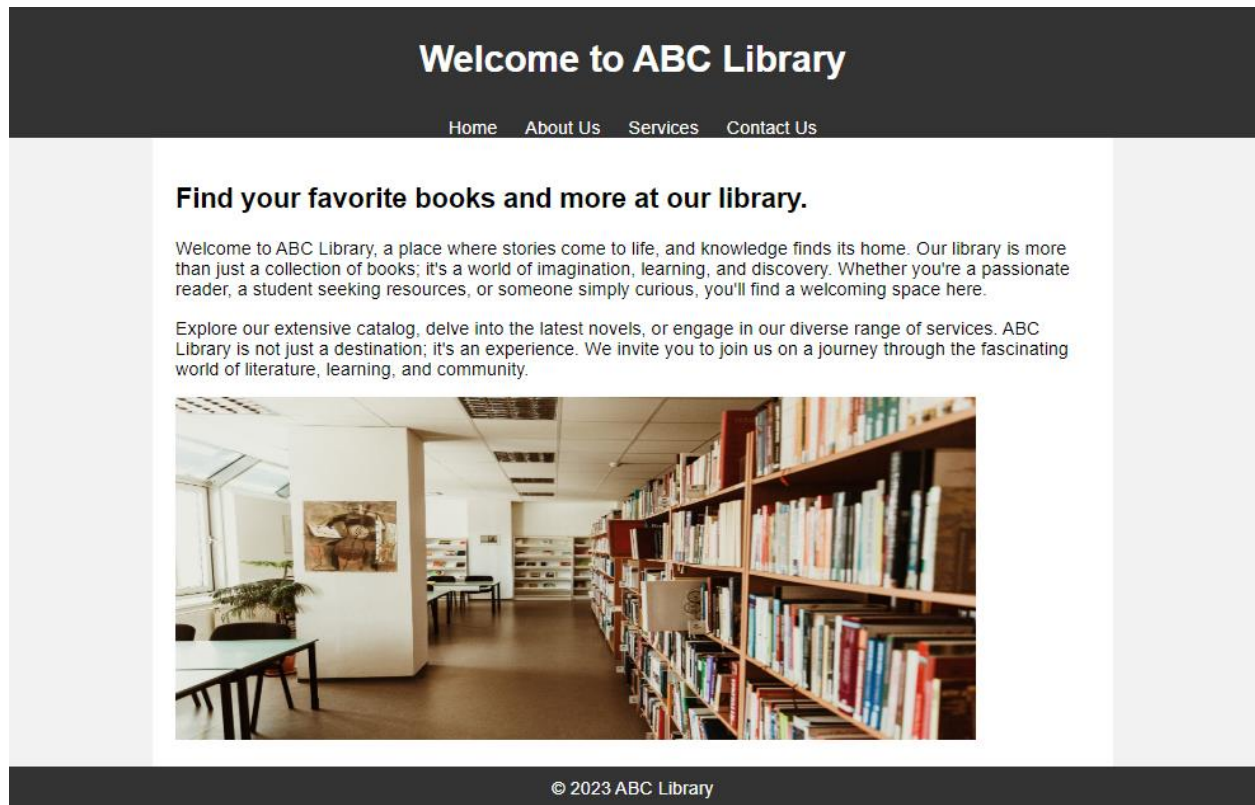 Welcome to ABC Library
Home About Us Services Contact Us
Find your favorite books and more at our library.
Welcome to ABC Library, a place where stories come to life, and knowledge finds its home. Our library is more
than just a collection of books; it's a world of imagination, learning, and discovery. Whether you're a passionate
reader, a student seeking resources, or someone simply curious, you'll find a welcoming space here.
Explore our extensive catalog, delve into the latest novels, or engage in our diverse range of services. ABC
Library is not just a destination; it's an experience. We invite you to join us on a journey through the fascinating
world of literature, learning, and community.
© 2023 ABC Library